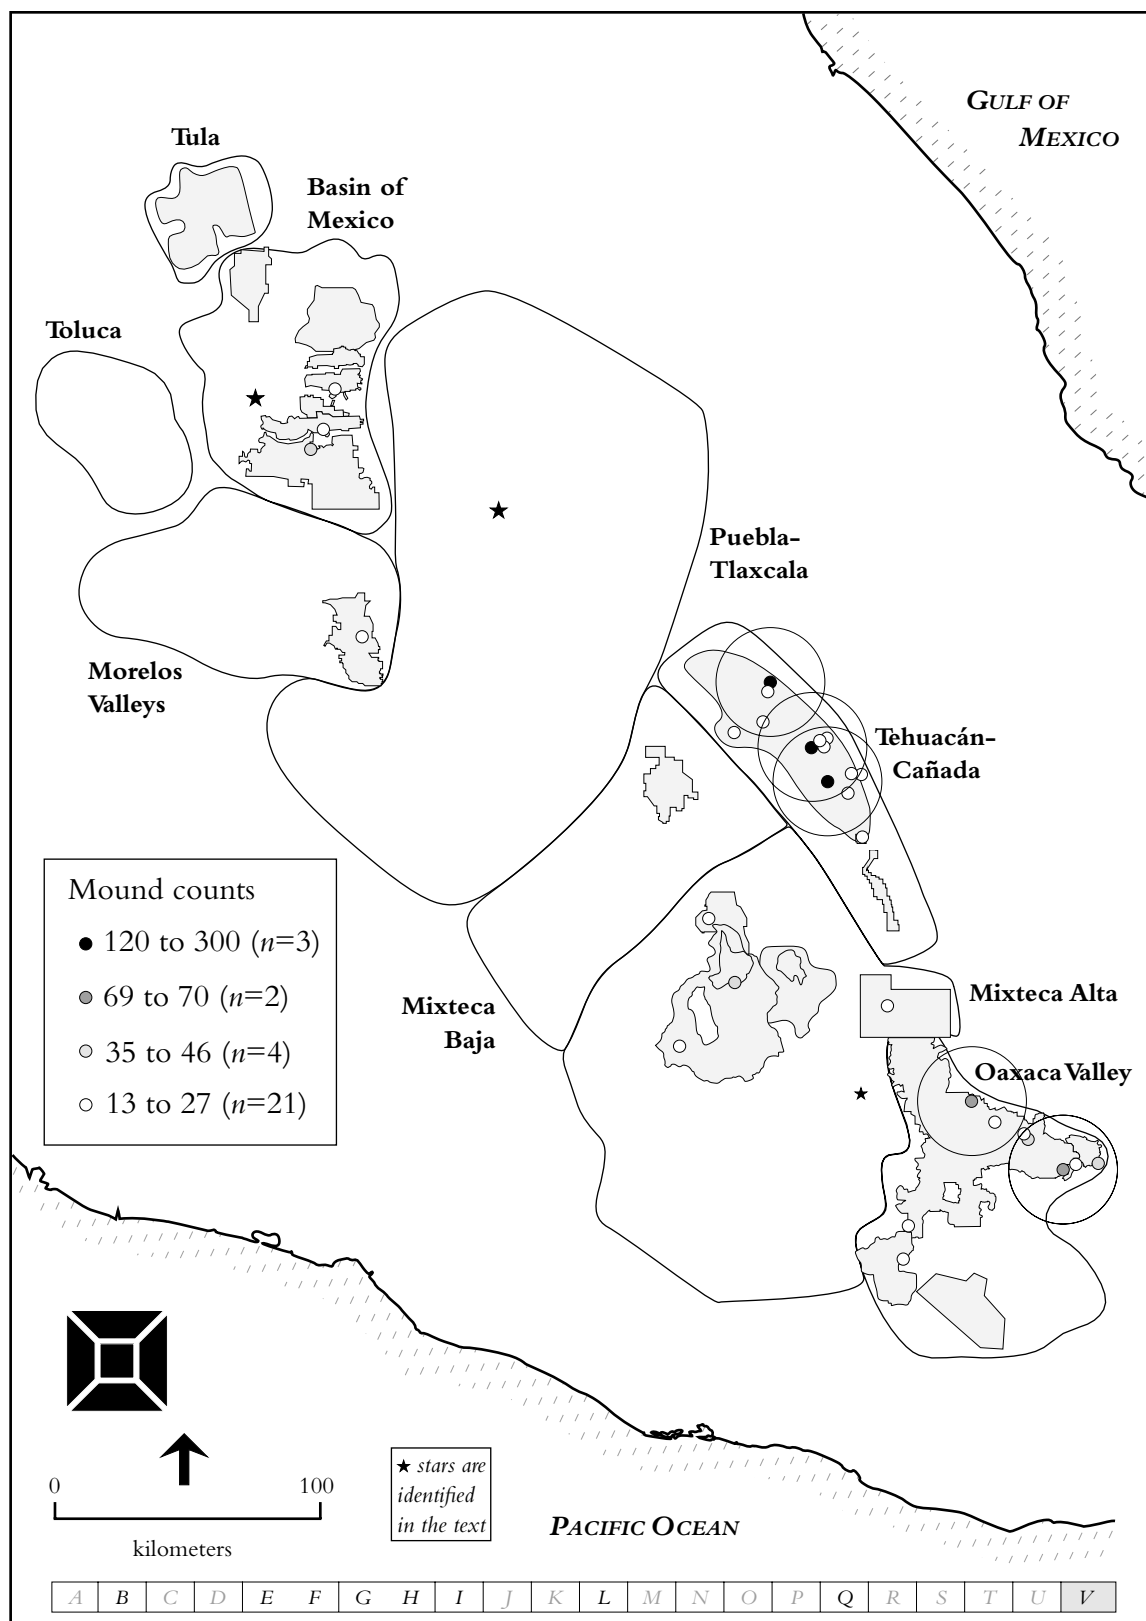 GULF OF
MEXICO
Tula
Basin of
Mexico
Toluca
Puebla-
Tlaxcala
Morelos
Valleys
Tehuacán-
Cañada
Mound counts
120 to 300 (n=3)
69 to 70 (n=2)
35 to 46 (n=4)
13 to 27 (n=21)
Mixteca
Baja
Mixteca Alta
Oaxaca Valley
0 100
kilometers
★ stars are
identified
in the text
PACIFIC OCEAN
A B C D E F G H I J K L M N O P Q R S T U V